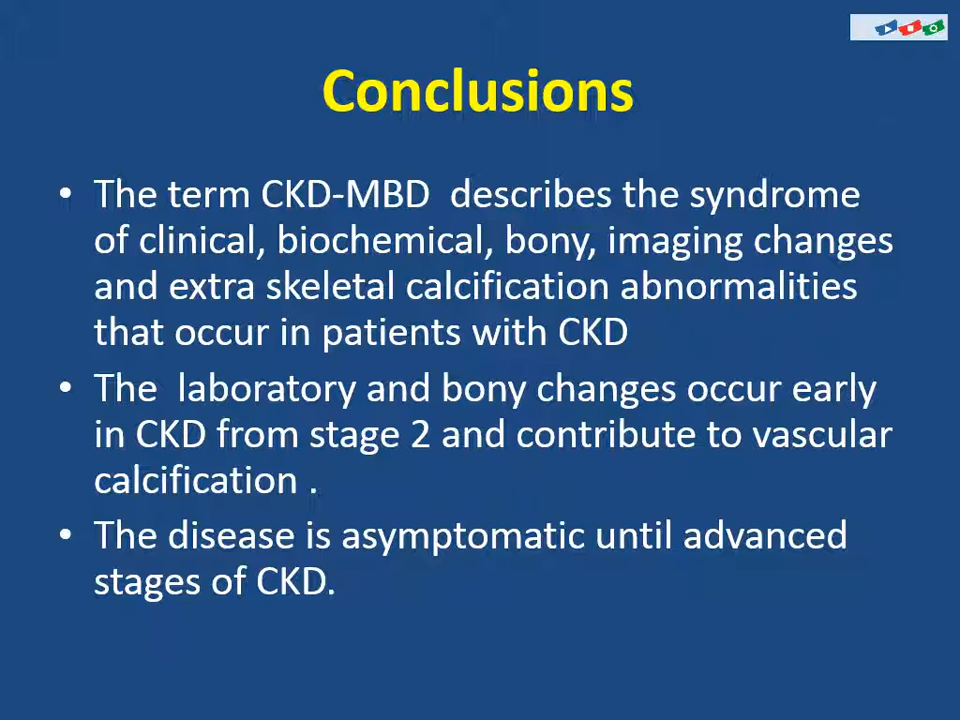 Conclusions
• The term CKD-MBD  describes the syndrome
of clinical, biochemical, bony, imaging changes
and extra skeletal calcification abnormalities
that occur in patients with CKD
• The  laboratory and bony changes occur early
in CKD from stage 2 and contribute to vascular
calcification .
• The disease is asymptomatic until advanced
stages of CKD.